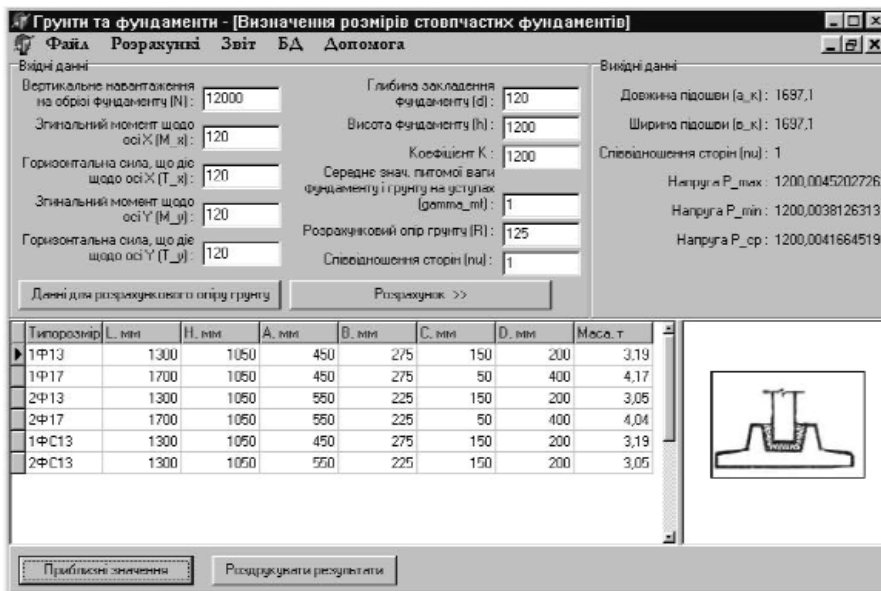 Грунти та фундаменти - [Визначення розмірів стовпчастих фундаментів]
Файл Розрахункі Звіт БД Допомога
Вхідні данні
Вертикальне навантаження
на обрізі фундаменту (N) : 12000
Згинальний момент щодо
осі X (M_x) : 120
Горизонтальна сила, що діє
щодо осі X (T_x) : 120
Згинальний момент щодо
осі Y (M_y) : 120
Горизонтальна сила, що діє
щодо осі Y (T_y) : 120
Данні для розрахункового опіру грунту
Глибина закладення
фундаменту (d) : 120
Висота фундаменту (h) : 1200
Коефіцієнт K : 1200
Середнє знач. питомої ваги
фундаменту і грунту на уступах
(gamma_mt) : 1
Розрахунковий опір грунту (R) : 125
Співвідношення сторін (nu) : 1
Розрахунок >>
Вихідні данні
Довжина підошви (a_к) : 1697,1
Ширина підошви (в_к) : 1697,1
Співвідношення сторін (nu) : 1
Напруга P_max : 1200,0045202726
Напруга P_min : 1200,0038126313
Напруга P_ср : 1200,0041664519
Типорозмір L, мм H, мм A, мм B, мм C, мм D, мм Маса, т
1Ф13 1300 1050 450 275 150 200 3,19
1Ф17 1700 1050 450 275 50 400 4,17
2Ф13 1300 1050 550 225 150 200 3,05
2Ф17 1700 1050 550 225 50 400 4,04
1ФС13 1300 1050 450 275 150 200 3,19
2ФС13 1300 1050 550 225 150 200 3,05
Приблизні значення Роздрукувати результати